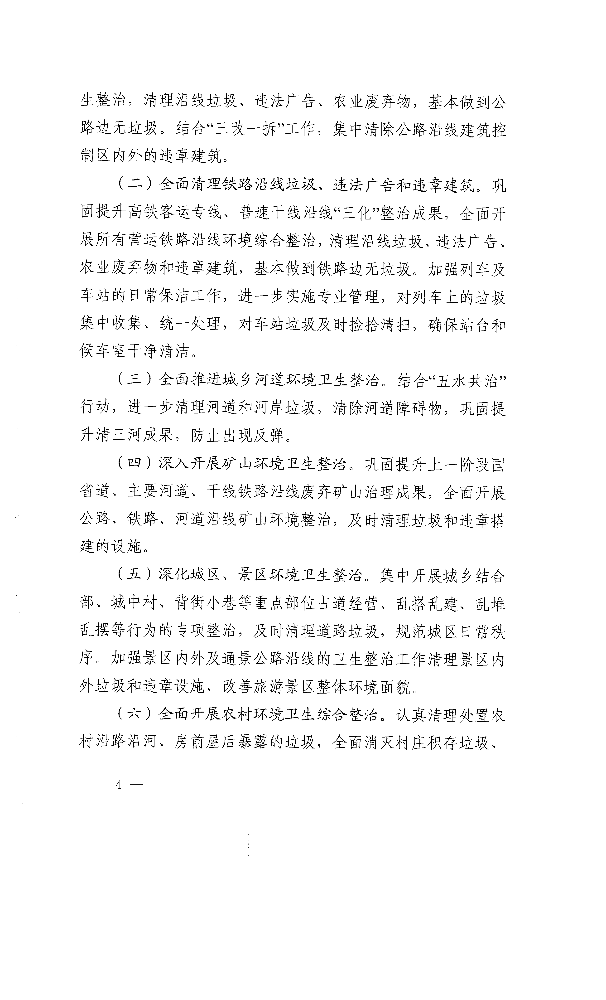 生整治，清理沿线垃圾、违法广告、农业废弃物，基本做到公
路边无垃圾。结合“三改一拆”工作，集中清除公路沿线建筑控
制区内外的违章建筑。
（二）全面清理铁路沿线垃圾、违法广告和违章建筑。巩
固提升高铁客运专线、普速干线沿线“三化”整治成果，全面开
展所有营运铁路沿线环境综合整治，清理沿线垃圾、违法广告、
农业废弃物和违章建筑，基本做到铁路边无垃圾。加强列车及
车站的日常保洁工作，进一步实施专业管理，对列车上的垃圾
集中收集、统一处理，对车站垃圾及时捡拾清扫，确保站台和
候车室干净清洁。
（三）全面推进城乡河道环境卫生整治。结合“五水共治”
行动，进一步清理河道和河岸垃圾，清除河道障碍物，巩固提
升清三河成果，防止出现反弹。
（四）深入开展矿山环境卫生整治。巩固提升上一阶段国
省道、主要河道、干线铁路沿线废弃矿山治理成果，全面开展
公路、铁路、河道沿线矿山环境整治，及时清理垃圾和违章搭
建的设施。
（五）深化城区、景区环境卫生整治。集中开展城乡结合
部、城中村、背街小巷等重点部位占道经营、乱搭乱建、乱堆
乱摆等行为的专项整治，及时清理道路垃圾，规范城区日常秩
序。加强景区内外及通景公路沿线的卫生整治工作清理景区内
外垃圾和违章设施，改善旅游景区整体环境面貌。
（六）全面开展农村环境卫生综合整治。认真清理处置农
村沿路沿河、房前屋后暴露的垃圾，全面消灭村庄积存垃圾、
— 4 —